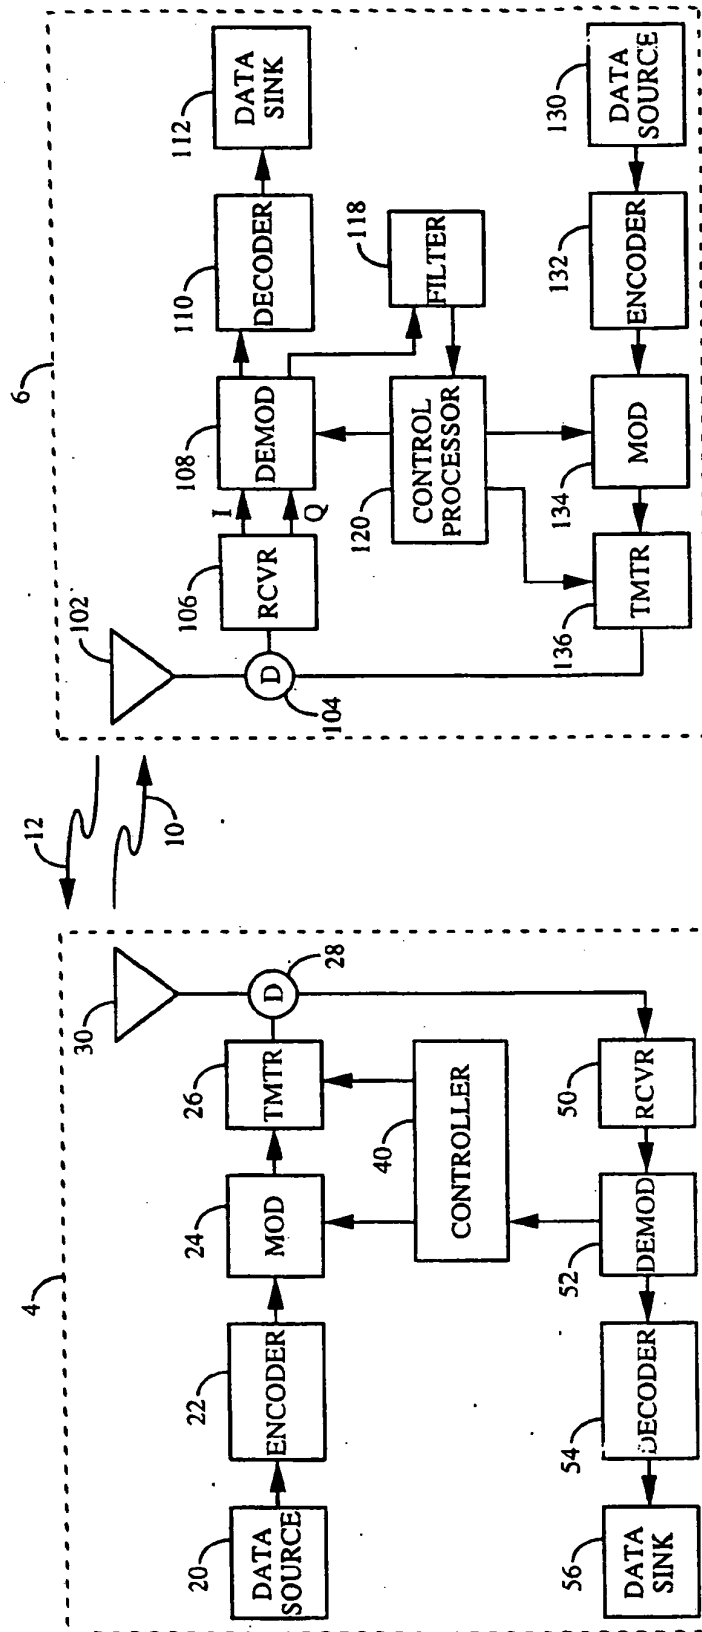 4
20
DATA
SOURCE
22
ENCODER
24
MOD
26
TMTR
D
28
30
40
CONTROLLER
56
DATA
SINK
54
DECODER
52
DEMOD
50
RCVR
12
10
6
102
D
104
106
RCVR
I
Q
108
DEMOD
110
DECODER
112
DATA
SINK
118
FILTER
120
CONTROL
PROCESSOR
136
TMTR
134
MOD
132
ENCODER
130
DATA
SOURCE